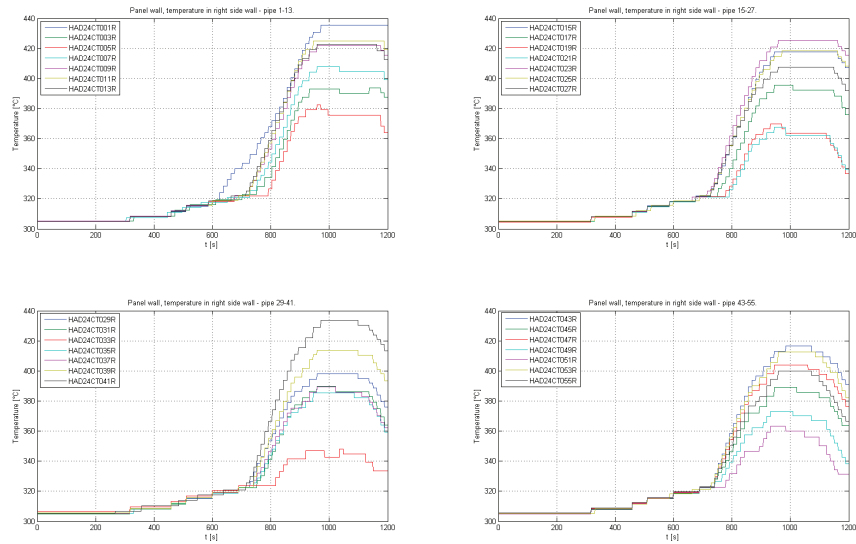 Panel wall, temperature in right side wall - pipe 1-13.
440
420
400
380
360
340
320
300
Temperature [°C]
HAD24CT001R
HAD24CT003R
HAD24CT005R
HAD24CT007R
HAD24CT009R
HAD24CT011R
HAD24CT013R
0 200 400 600 800 1000 1200
t [s]
Panel wall, temperature in right side wall - pipe 15-27.
440
420
400
380
360
340
320
300
Temperature [°C]
HAD24CT015R
HAD24CT017R
HAD24CT019R
HAD24CT021R
HAD24CT023R
HAD24CT025R
HAD24CT027R
0 200 400 600 800 1000 1200
t [s]
Panel wall, temperature in right side wall - pipe 29-41.
440
420
400
380
360
340
320
300
Temperature [°C]
HAD24CT029R
HAD24CT031R
HAD24CT033R
HAD24CT035R
HAD24CT037R
HAD24CT039R
HAD24CT041R
0 200 400 600 800 1000 1200
t [s]
Panel wall, temperature in right side wall - pipe 43-55.
440
420
400
380
360
340
320
300
Temperature [°C]
HAD24CT043R
HAD24CT045R
HAD24CT047R
HAD24CT049R
HAD24CT051R
HAD24CT053R
HAD24CT055R
0 200 400 600 800 1000 1200
t [s]